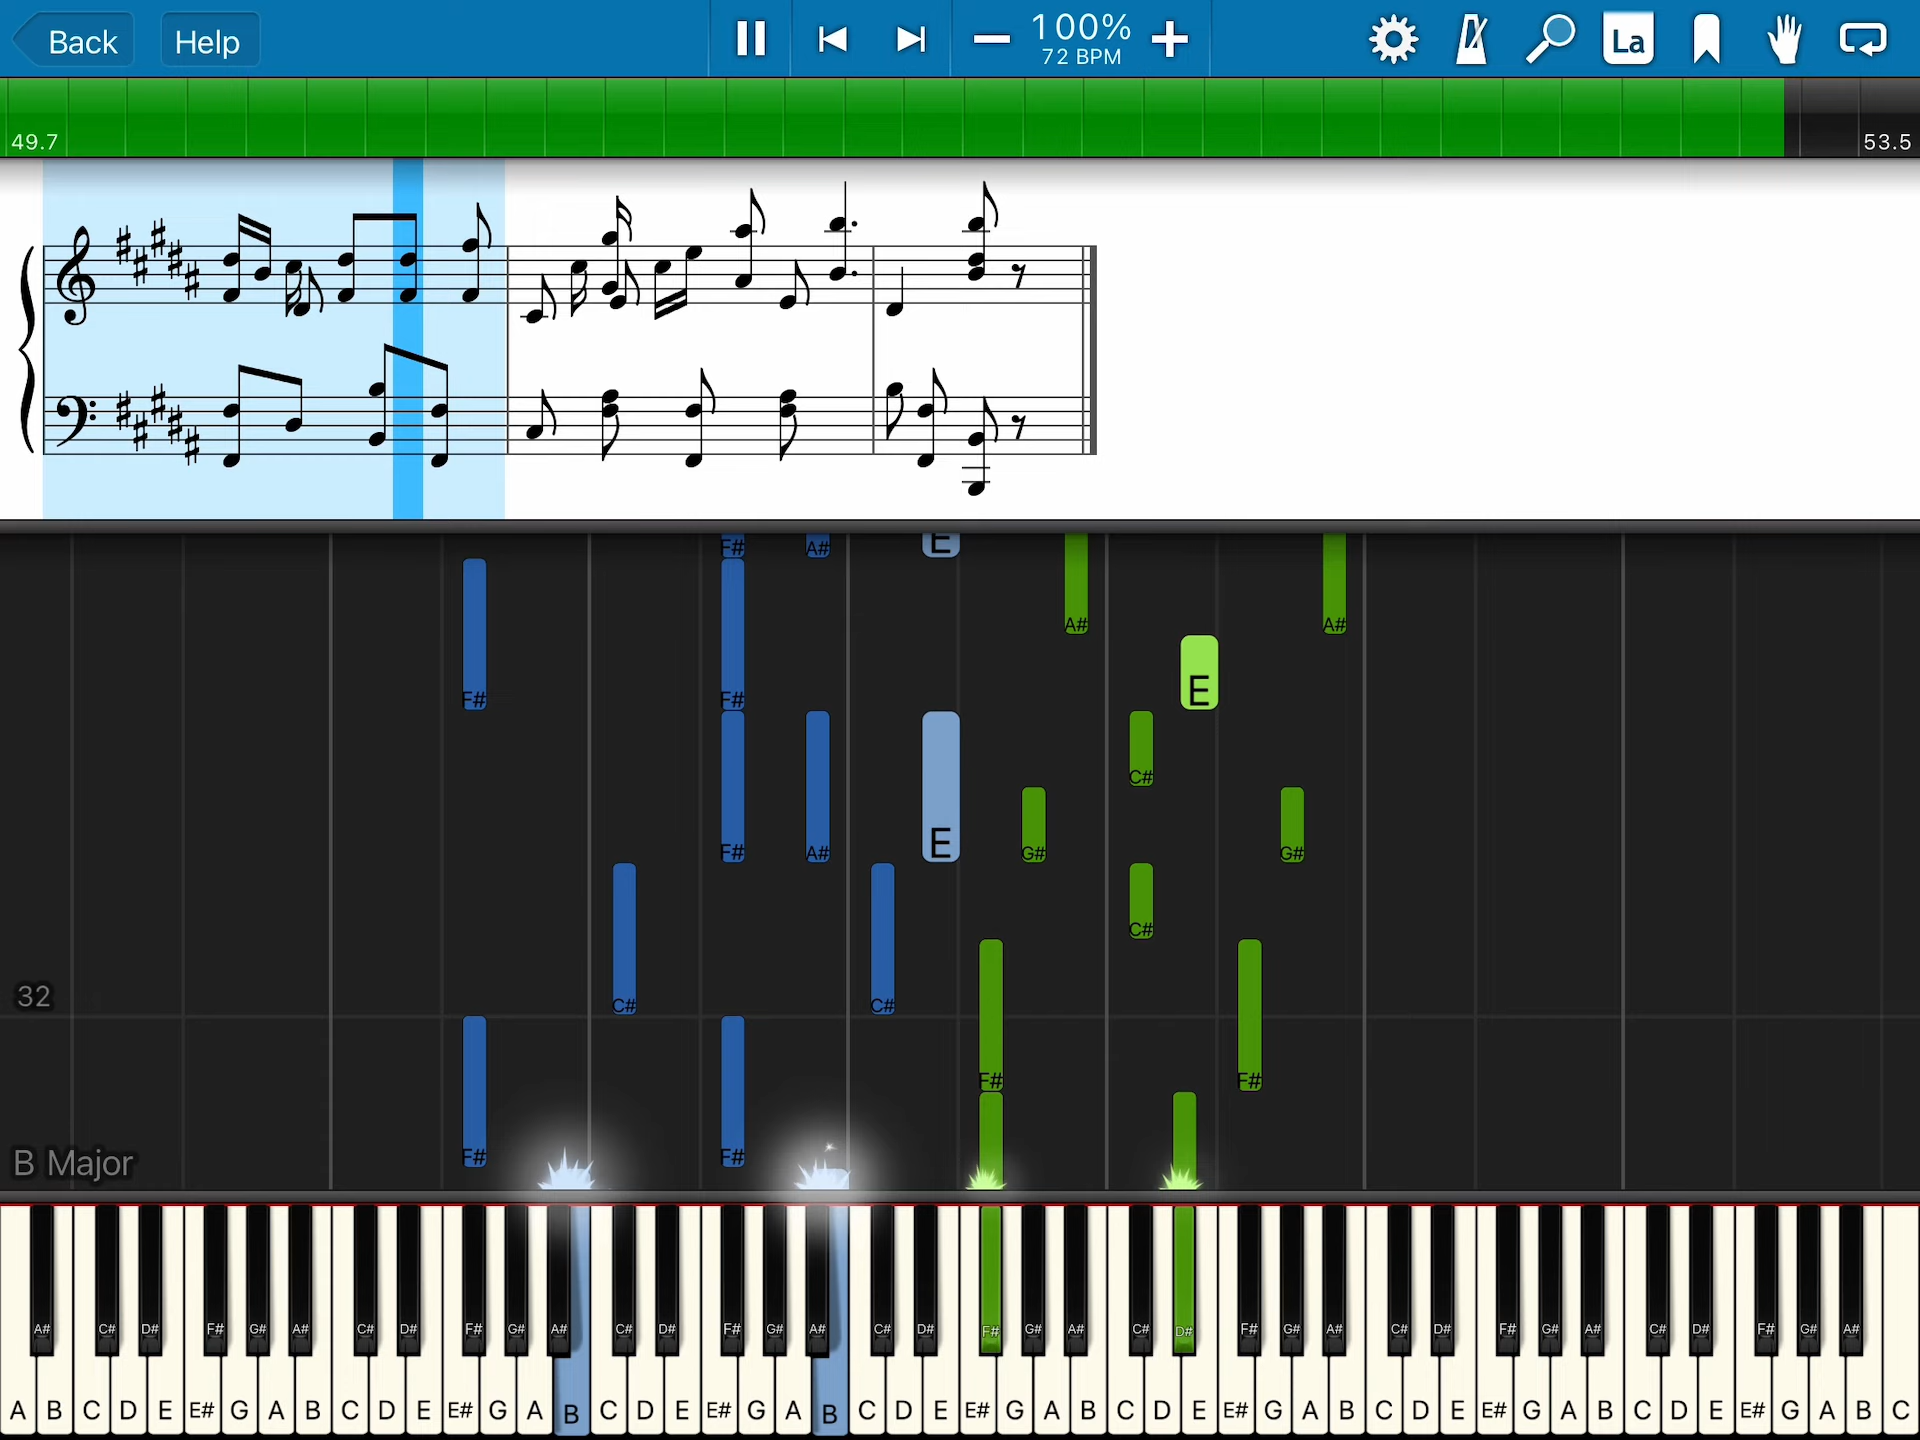 Back Help 100% La
72 BPM
49.7 53.5
F# A# E
A# A#
F# F# E
C#
F# A# E G# G#
C#
32 C# C#
F# F#
B Major F# F#
A# C# D# F# G# A# C# D# F# G# A# C# D# F# G# A# C# D# F# G# A# C# D# F# G# A# C# D# F# G# A# C# D# F# G# A#
A B C D E E# G A B C D E E# G A B C D E E# G A B C D E E# G A B C D E E# G A B C D E E# G A B C D E E# G A B C